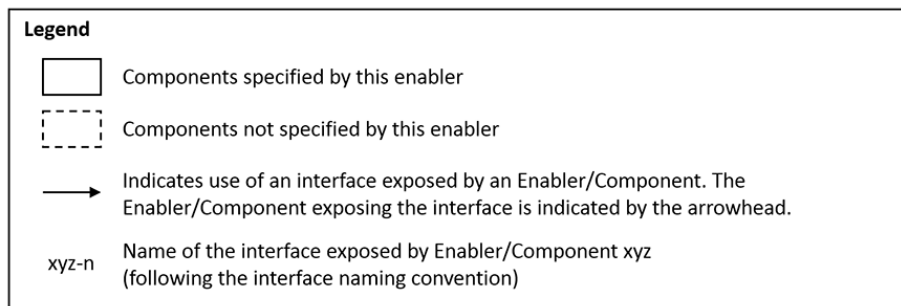 Legend
Components specified by this enabler
Components not specified by this enabler
Indicates use of an interface exposed by an Enabler/Component. The
Enabler/Component exposing the interface is indicated by the arrowhead.
xyz-n Name of the interface exposed by Enabler/Component xyz
(following the interface naming convention)